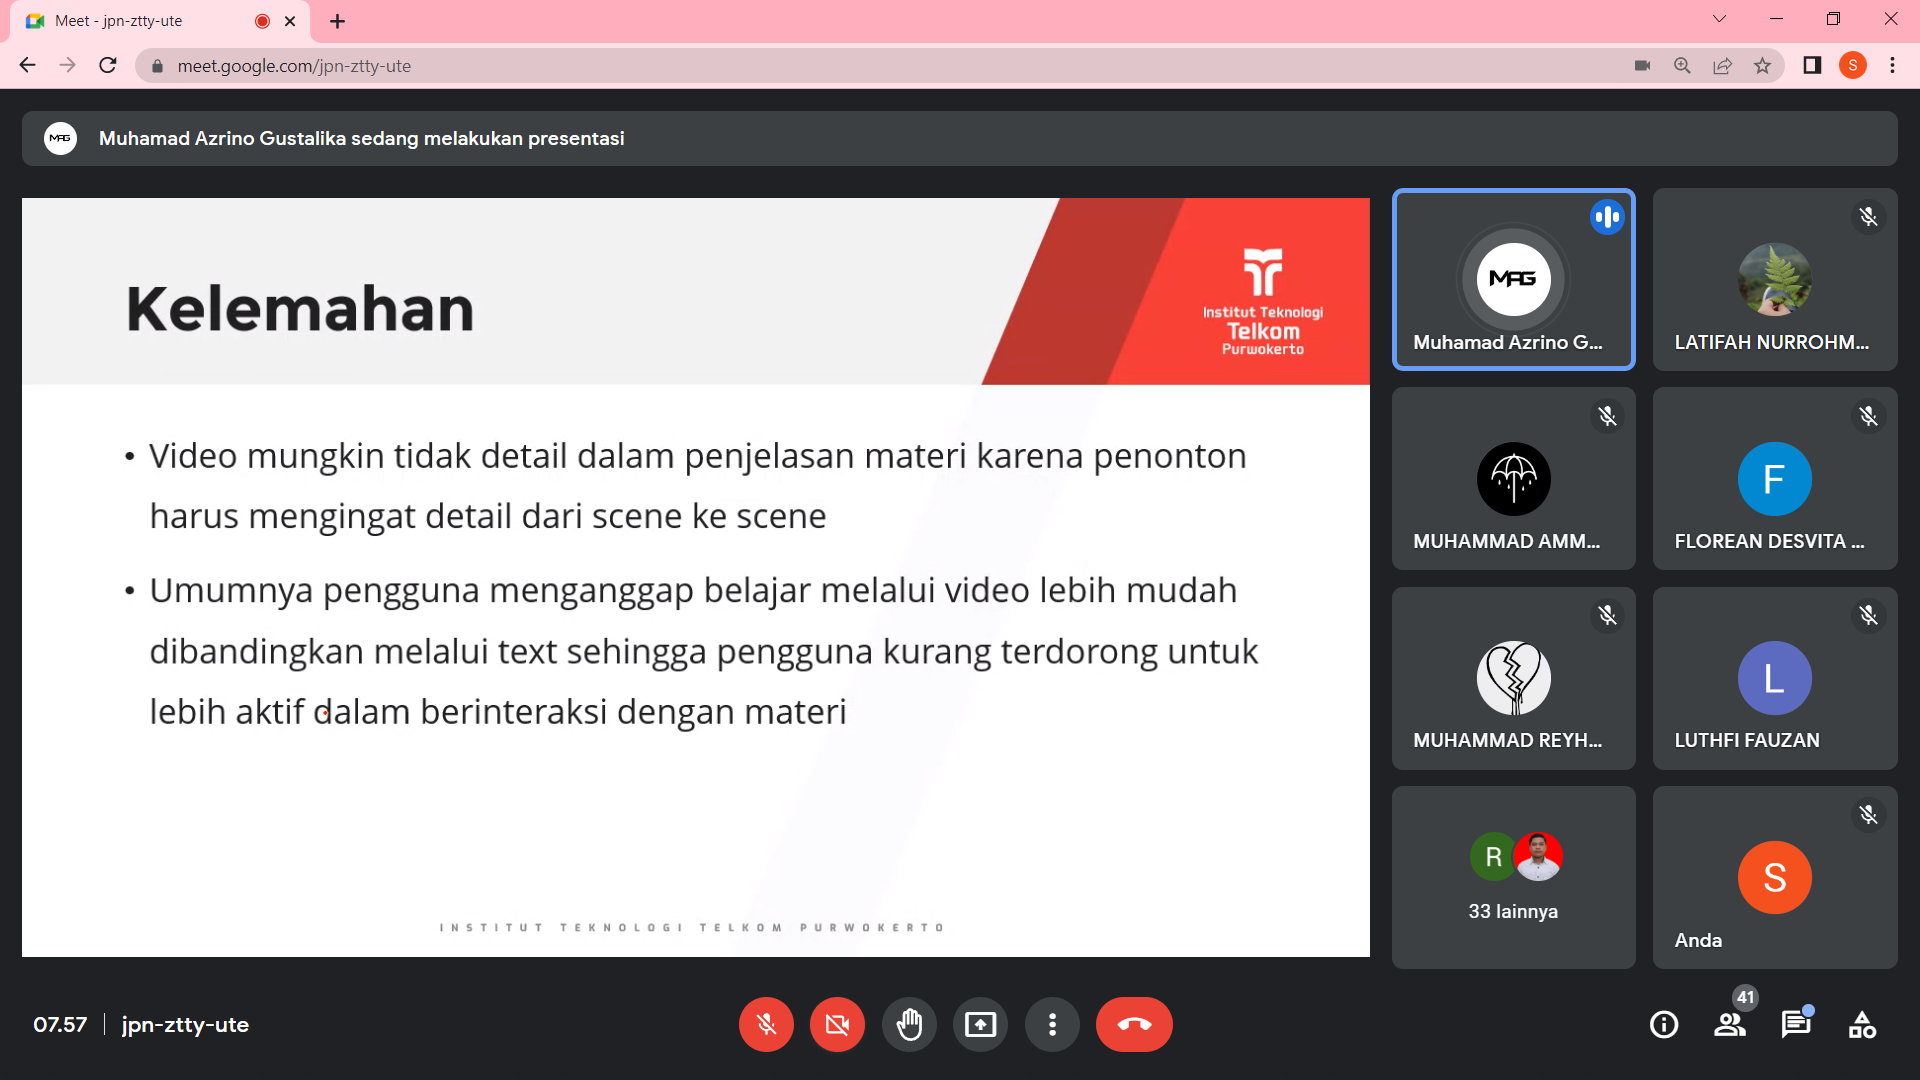 Meet - jpn-ztty-ute
meet.google.com/jpn-ztty-ute
S
MAG
Muhamad Azrino Gustalika sedang melakukan presentasi
Kelemahan
Institut Teknologi
Telkom
Purwokerto
• Video mungkin tidak detail dalam penjelasan materi karena penonton
harus mengingat detail dari scene ke scene
• Umumnya pengguna menganggap belajar melalui video lebih mudah
dibandingkan melalui text sehingga pengguna kurang terdorong untuk
lebih aktif dalam berinteraksi dengan materi
INSTITUT TEKNOLOGI TELKOM PURWOKERTO
MAG
Muhamad Azrino G...
LATIFAH NURROHM...
MUHAMMAD AMM...
F
FLOREAN DESVITA ...
MUHAMMAD REYH...
L
LUTHFI FAUZAN
R
33 lainnya
S
Anda
07.57
jpn-ztty-ute
41